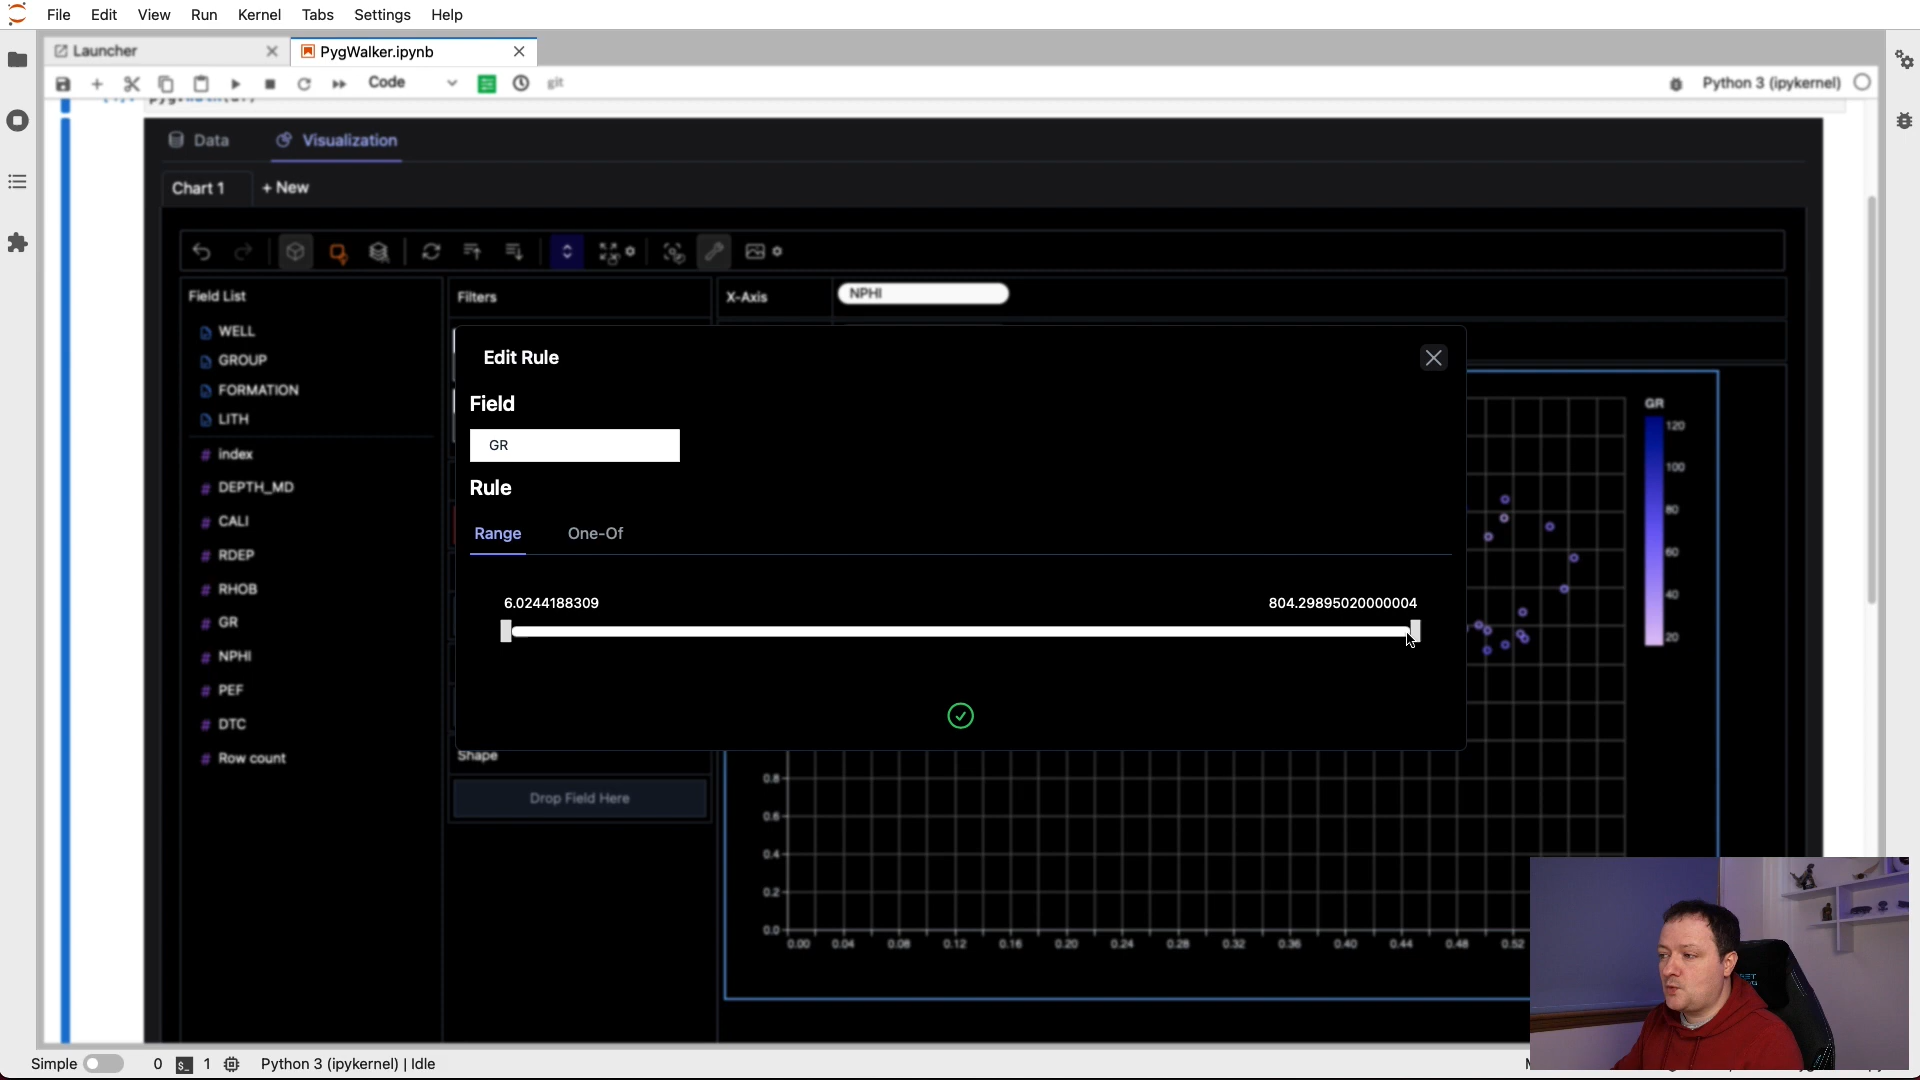 File Edit View Run Kernel Tabs Settings Help
Launcher PygWalker.ipynb
Code git Python 3 (ipykernel)
Data Visualization
Chart 1 + New
Field List Filters X-Axis NPHI
WELL
GROUP
FORMATION
LITH
index
DEPTH_MD
CALI
RDEP
RHOB
GR
NPHI
PEF
DTC
Row count
Edit Rule
Field
GR
Rule
Range One-Of
6.0244188309 804.29895020000004
Shape
Drop Field Here
GR
120
100
80
60
40
20
0.8
0.6
0.4
0.2
0.0
0.00 0.04 0.08 0.12 0.16 0.20 0.24 0.28 0.32 0.36 0.40 0.44 0.48 0.52
Simple 0 1 Python 3 (ipykernel) | Idle